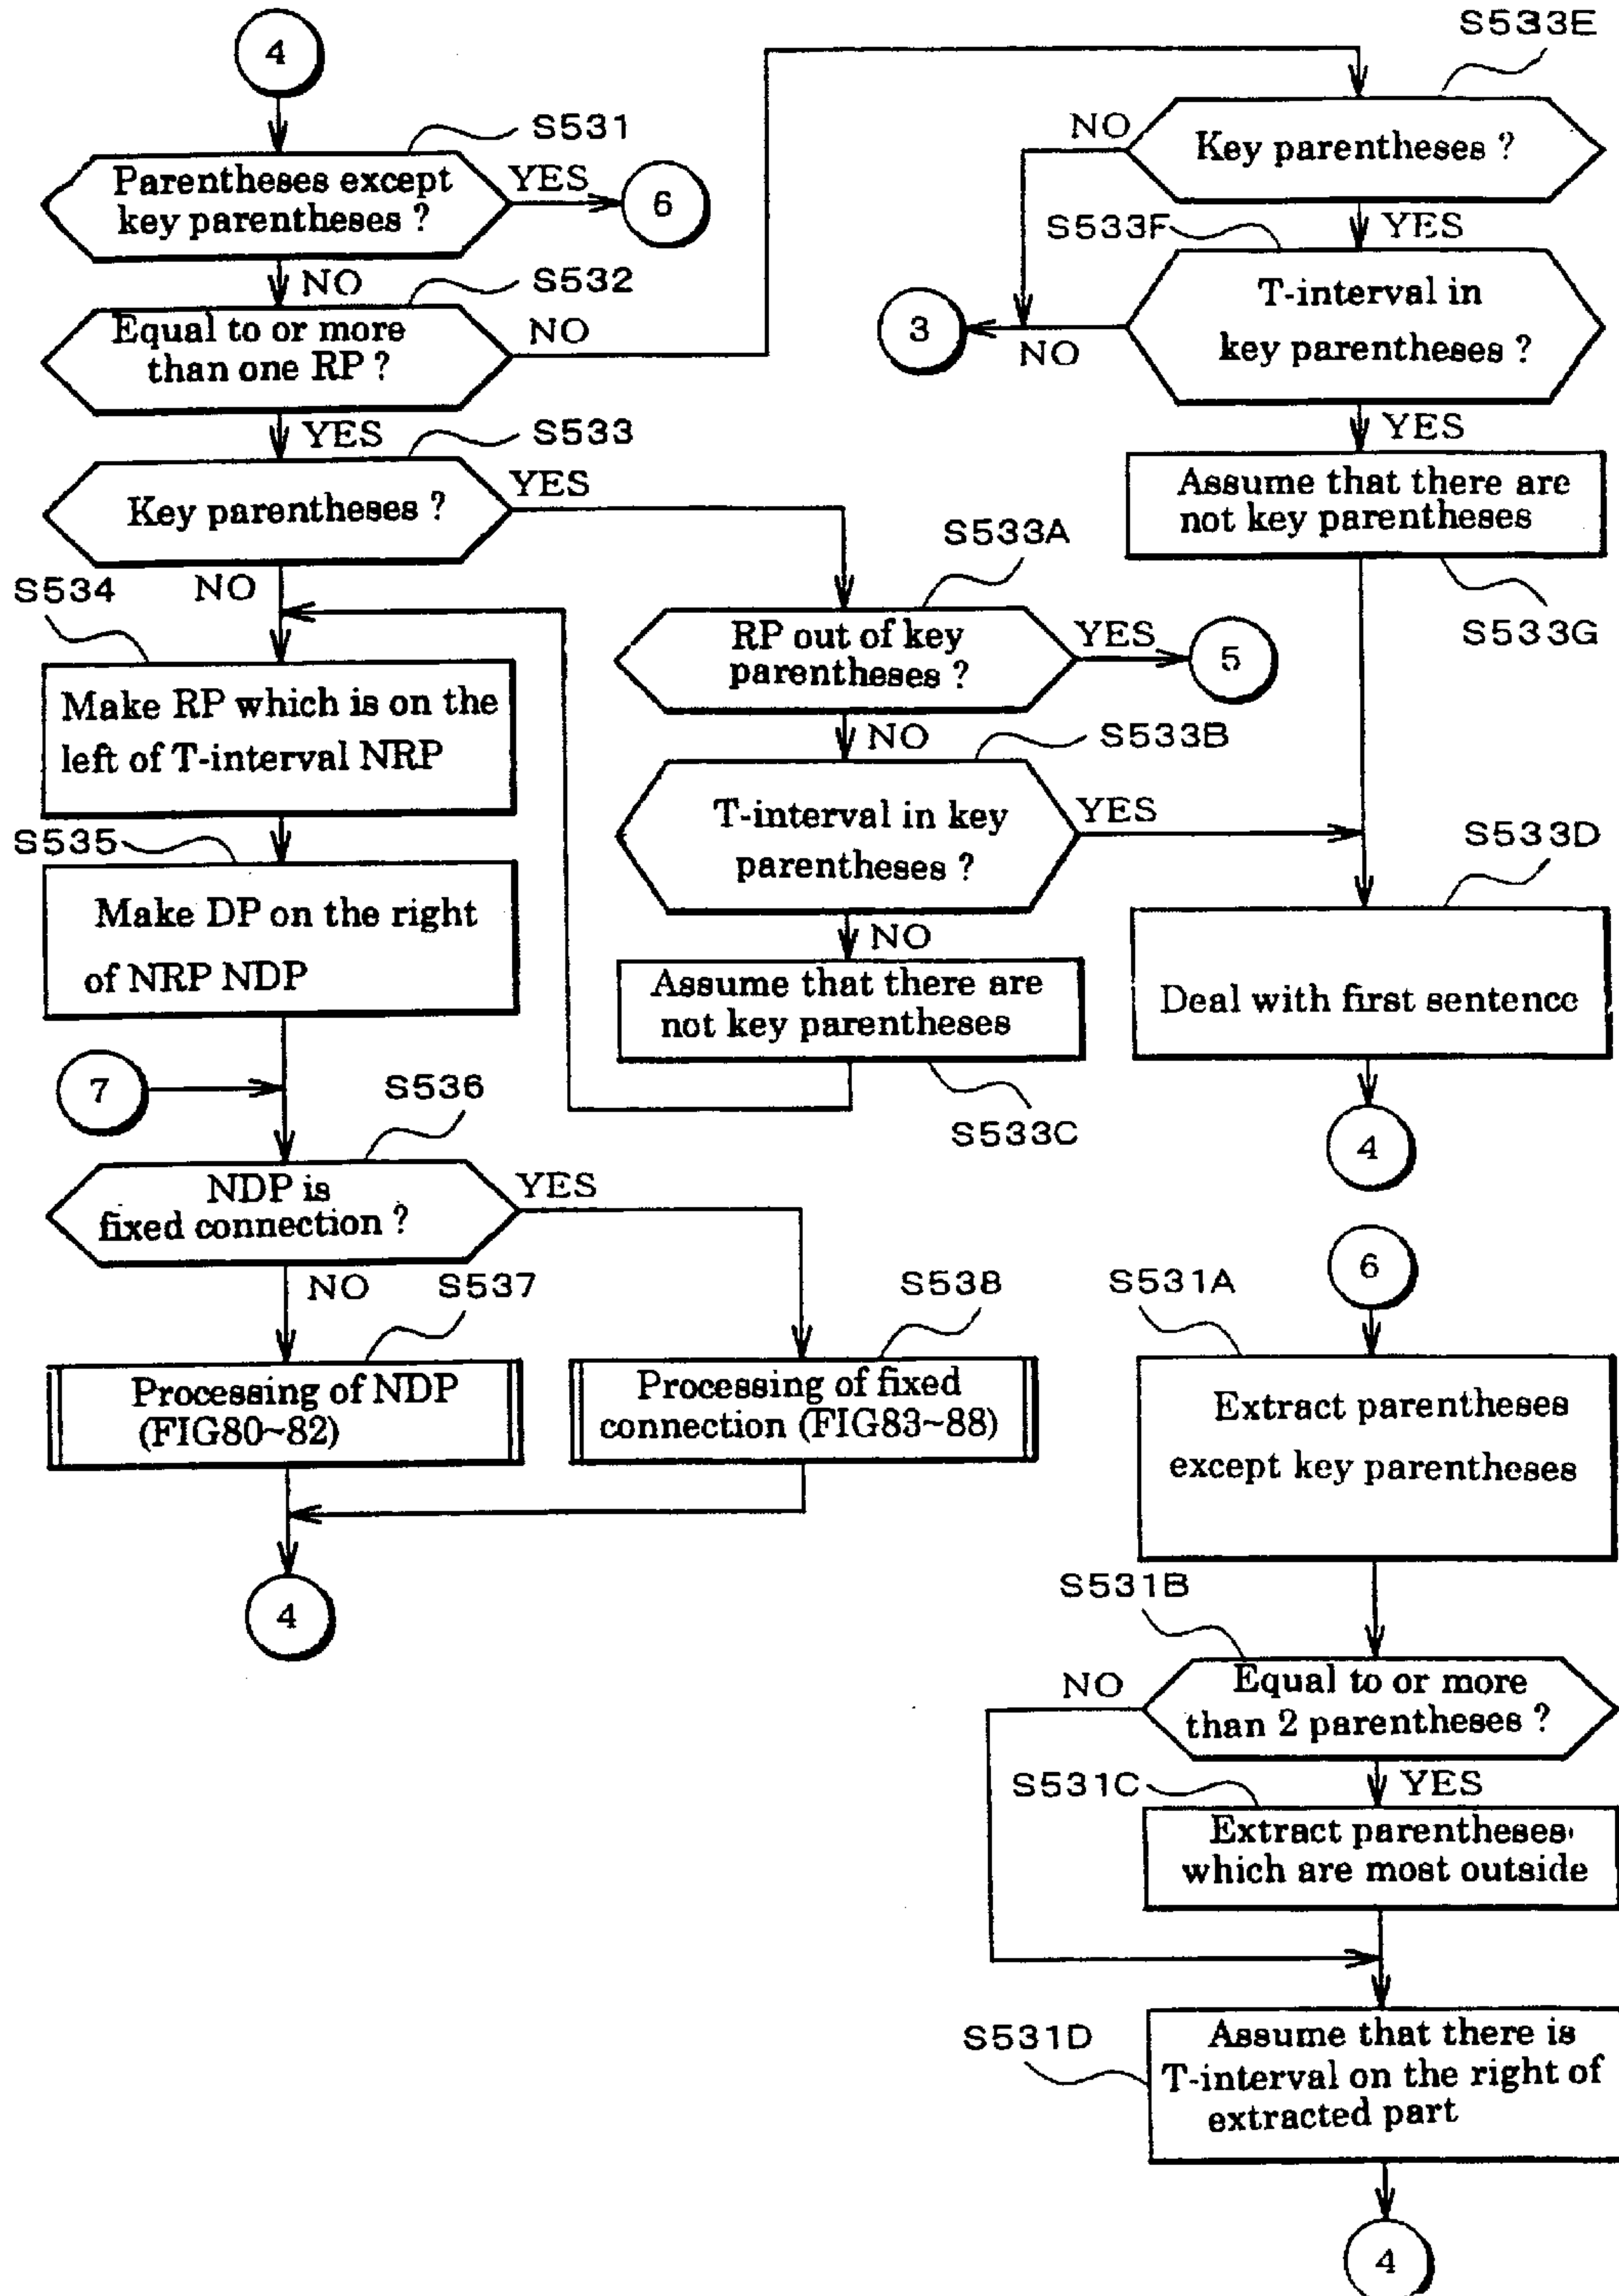 4
S531
Parentheses except
key parentheses ?
YES
6
NO
S532
Equal to or more
than one RP ?
NO
YES
S533
Key parentheses ?
YES
NO
S534
Make RP which is on the
left of T-interval NRP
S535
Make DP on the right
of NRP NDP
7
S536
NDP is
fixed connection ?
YES
NO
S537
Processing of NDP
(FIG80~82)
S538
Processing of fixed
connection (FIG83~88)
4
S533A
RP out of key
parentheses ?
YES
5
NO
S533B
T-interval in key
parentheses ?
YES
NO
Assume that there are
not key parentheses
S533C
S533E
Key parentheses ?
NO
YES
S533F
T-interval in
key parentheses ?
NO
3
YES
Assume that there are
not key parentheses
S533G
S533D
Deal with first sentence
4
6
S531A
Extract parentheses
except key parentheses
S531B
Equal to or more
than 2 parentheses ?
NO
YES
S531C
Extract parentheses
which are most outside
S531D
Assume that there is
T-interval on the right of
extracted part
4